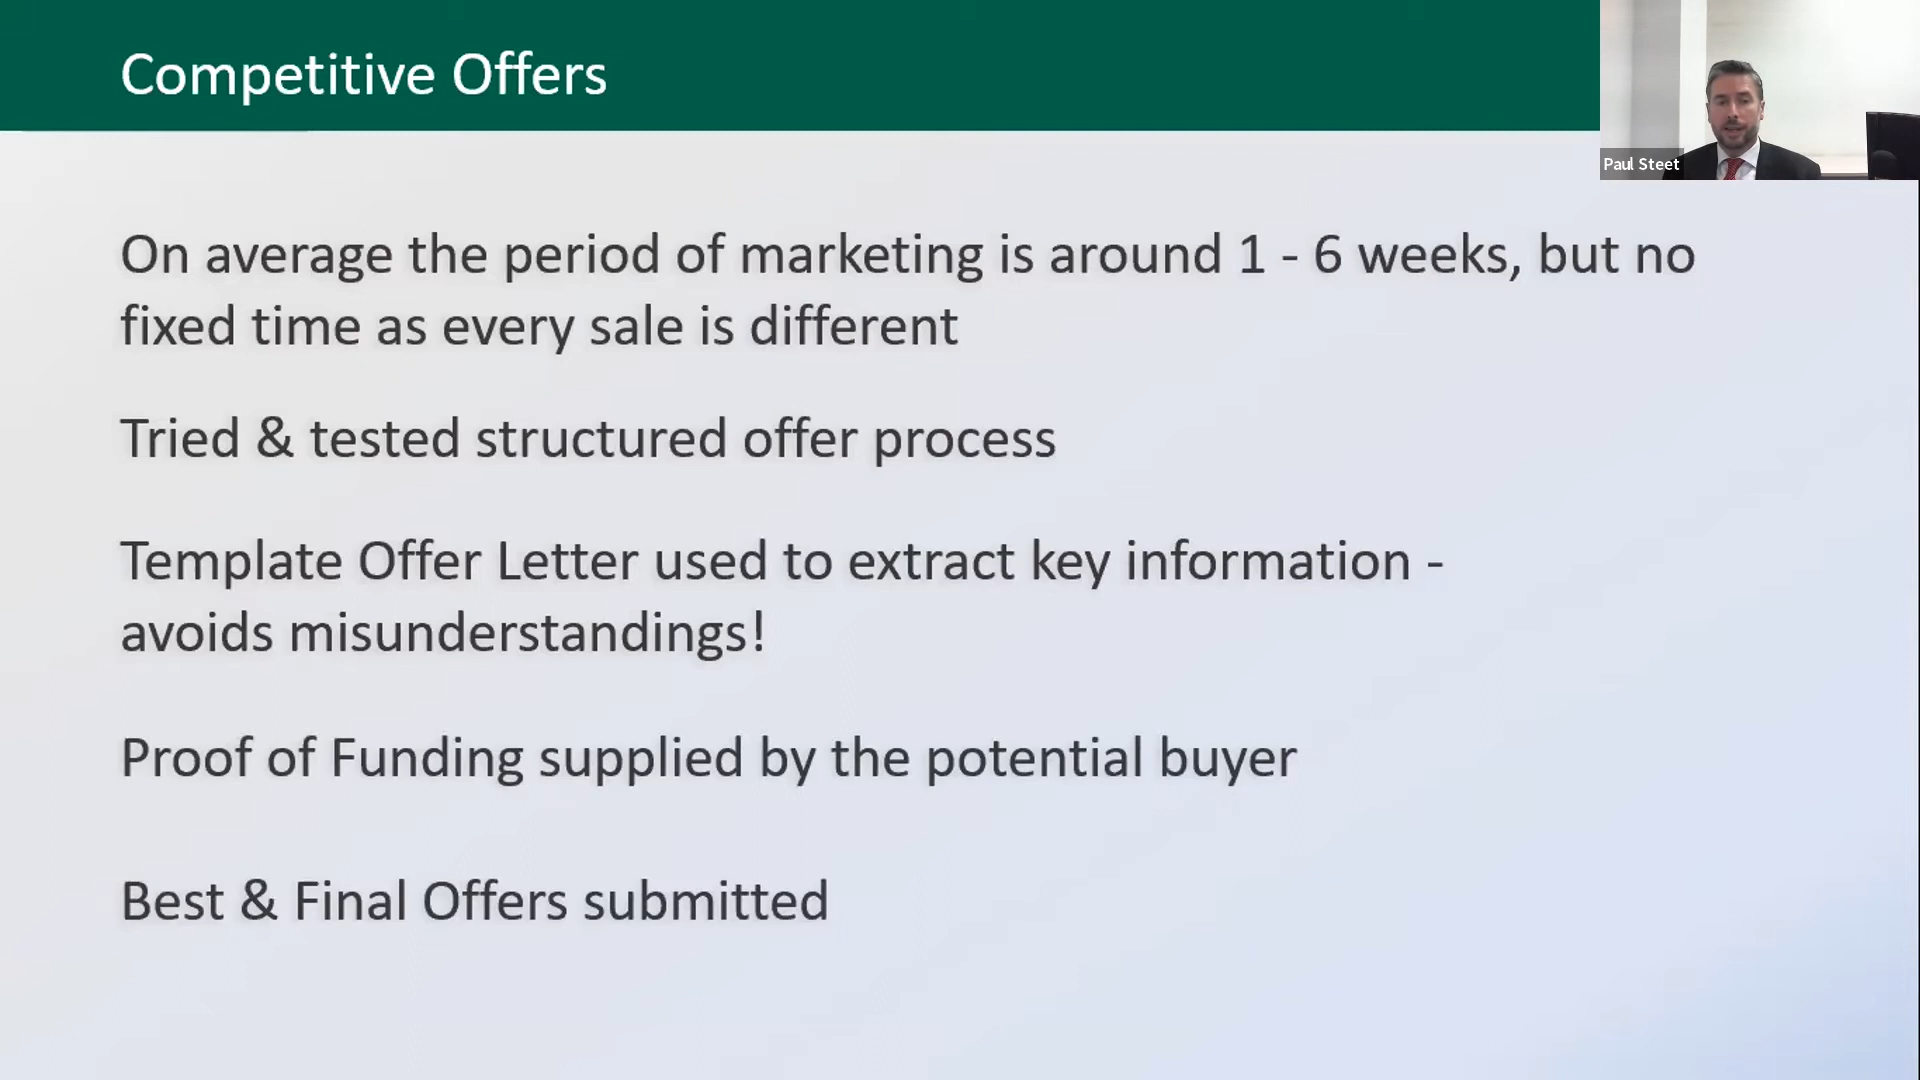 Competitive Offers
Paul Steet
On average the period of marketing is around 1 - 6 weeks, but no
fixed time as every sale is different
Tried & tested structured offer process
Template Offer Letter used to extract key information -
avoids misunderstandings!
Proof of Funding supplied by the potential buyer
Best & Final Offers submitted